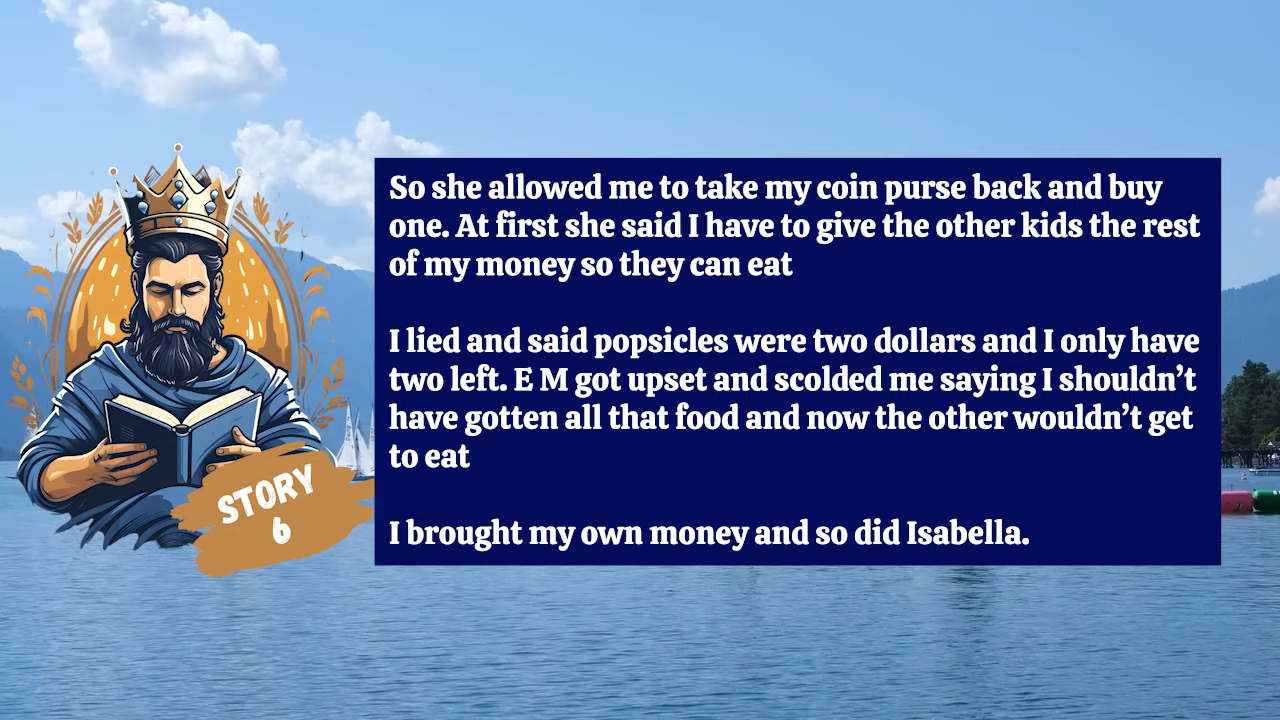 So she allowed me to take my coin purse back and buy
one. At first she said I have to give the other kids the rest
of my money so they can eat
I lied and said popsicles were two dollars and I only have
two left. E M got upset and scolded me saying I shouldn’t
have gotten all that food and now the other wouldn’t get
to eat
I brought my own money and so did Isabella.
STORY
6